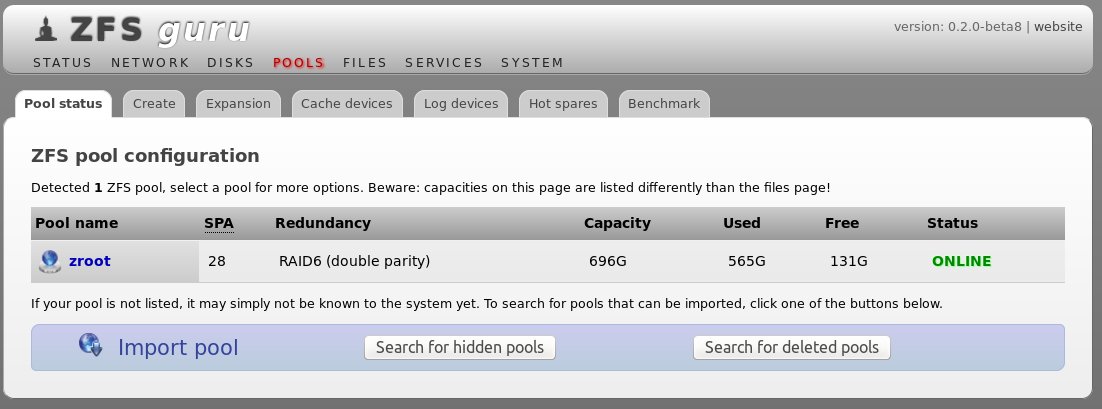 ZFS guru
version: 0.2.0-beta8 | website
STATUS NETWORK DISKS POOLS FILES SERVICES SYSTEM
Pool status Create Expansion Cache devices Log devices Hot spares Benchmark
ZFS pool configuration
Detected 1 ZFS pool, select a pool for more options. Beware: capacities on this page are listed differently than the files page!
Pool name SPA Redundancy Capacity Used Free Status
zroot 28 RAID6 (double parity) 696G 565G 131G ONLINE
If your pool is not listed, it may simply not be known to the system yet. To search for pools that can be imported, click one of the buttons below.
Import pool Search for hidden pools Search for deleted pools